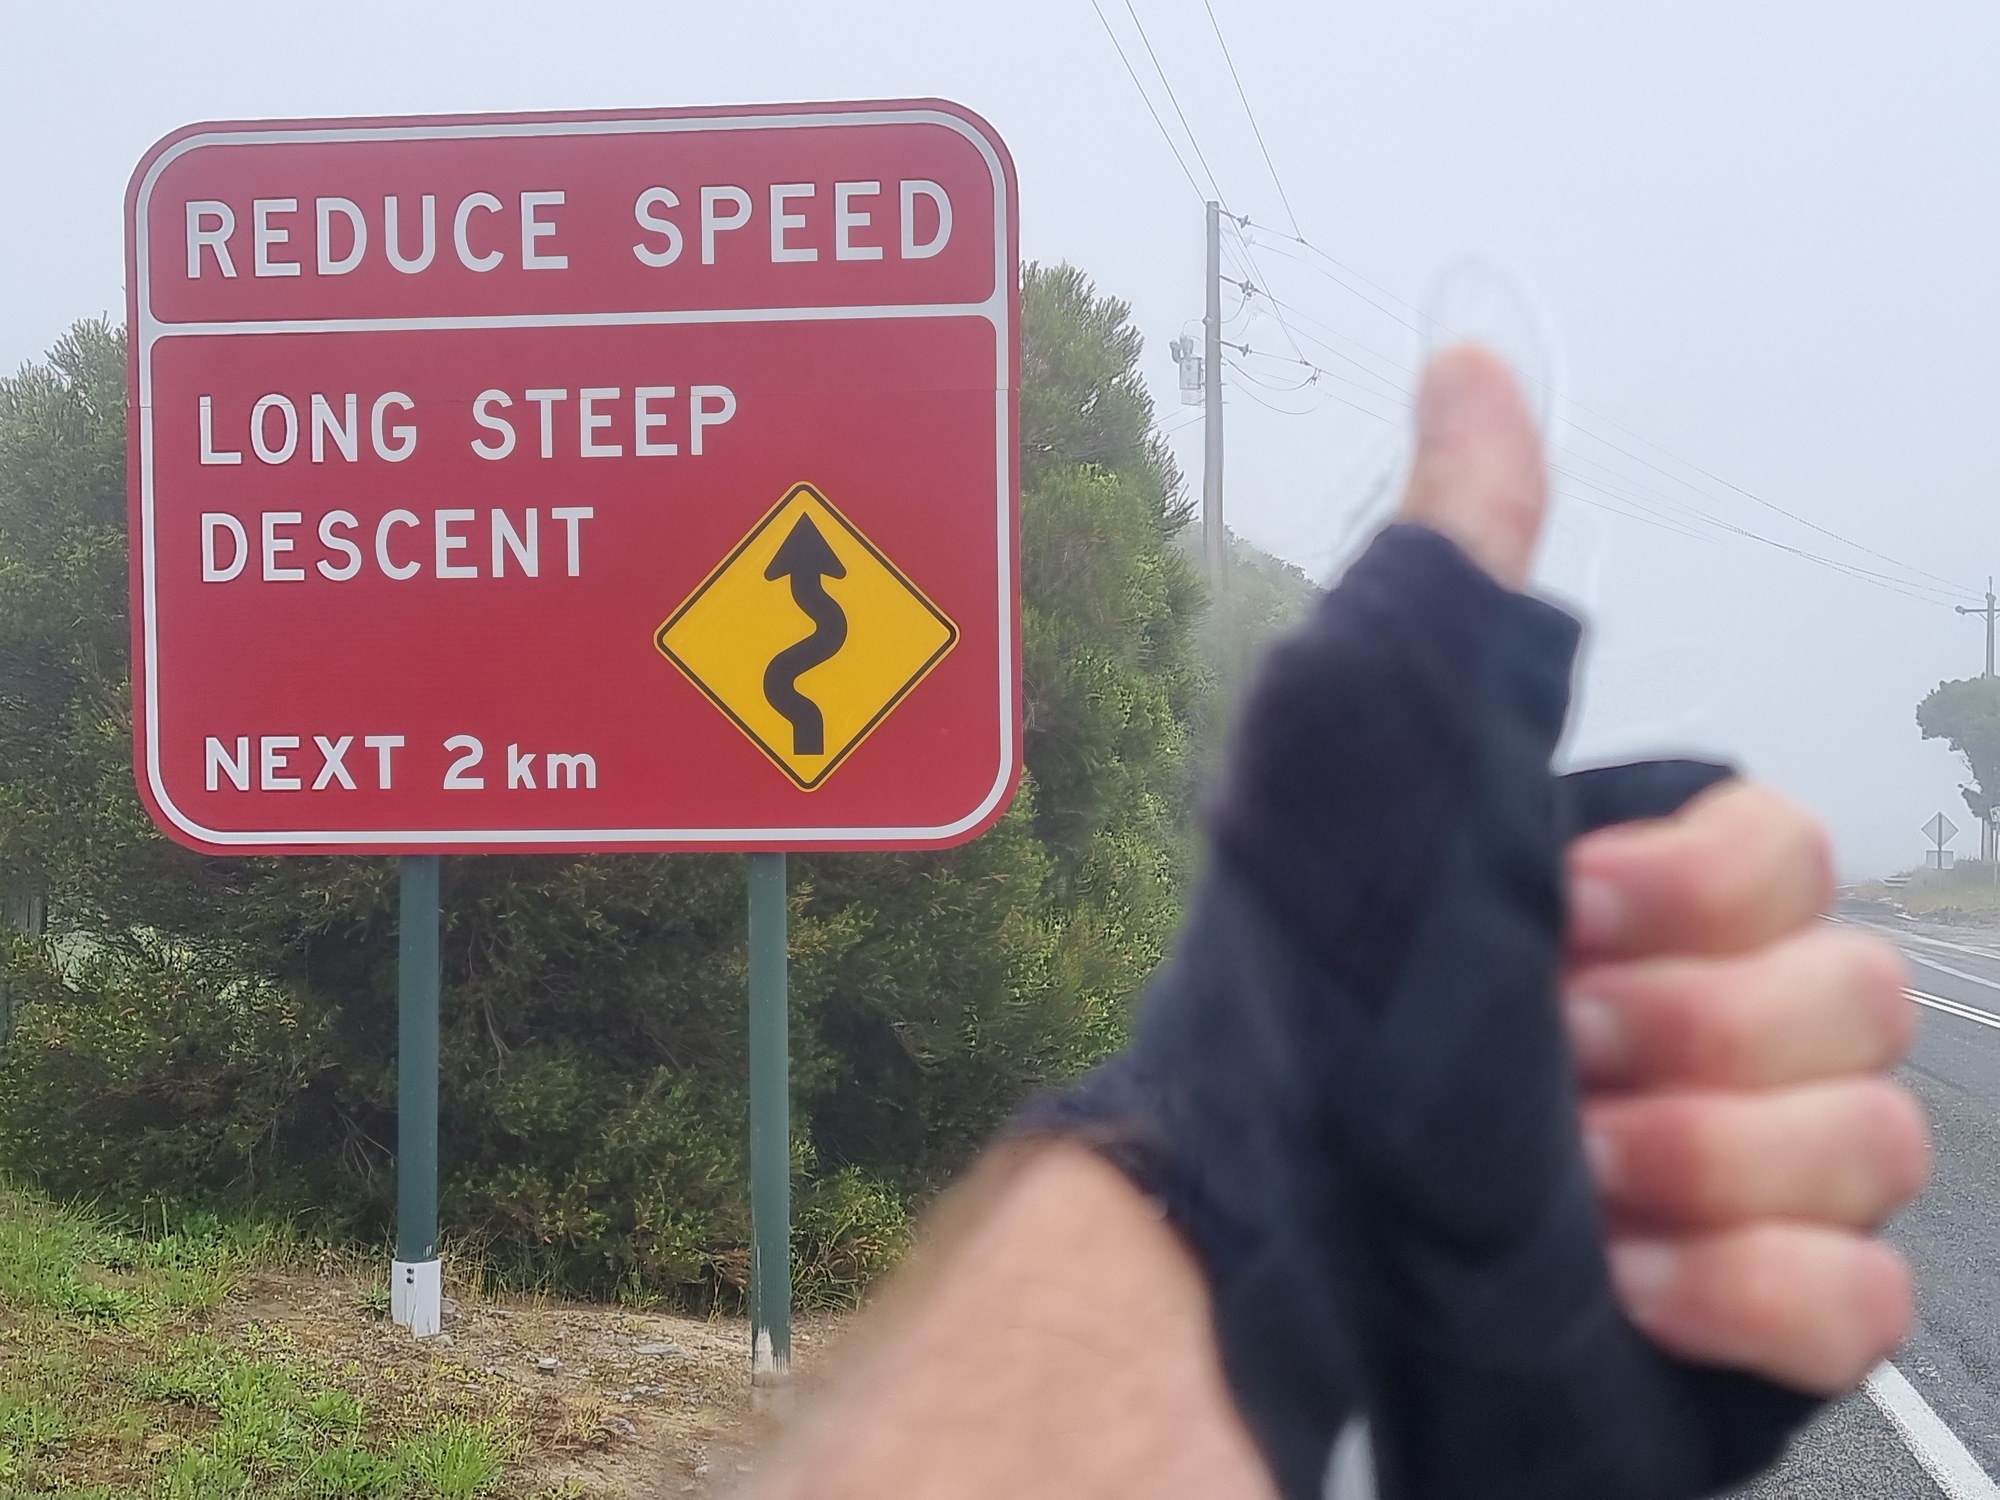 REDUCE SPEED
LONG STEEP
DESCENT
NEXT 2 km